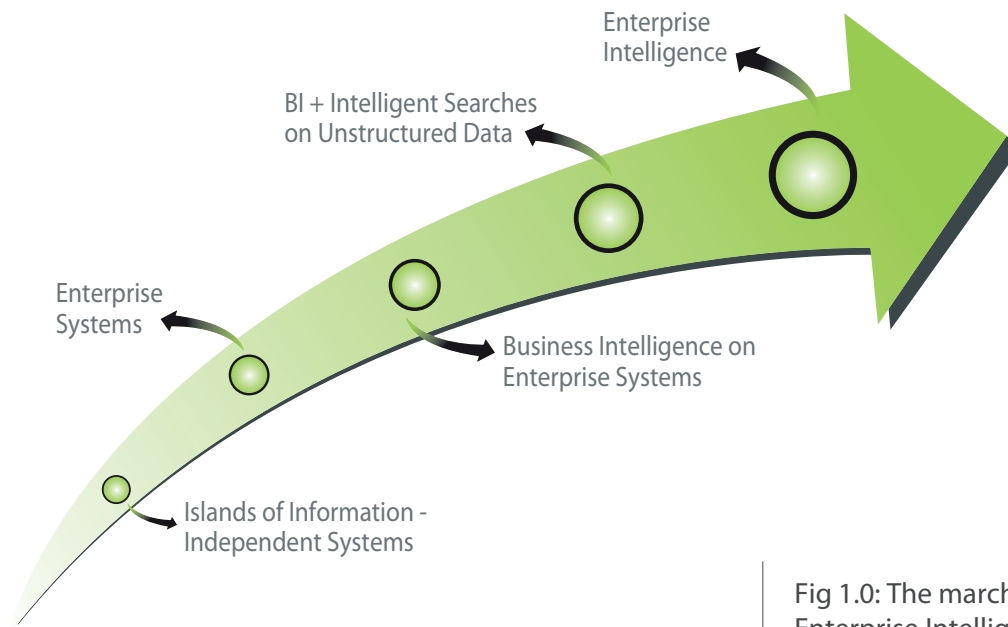 Enterprise
Intelligence
BI + Intelligent Searches
on Unstructured Data
Enterprise
Systems
Business Intelligence on
Enterprise Systems
Islands of Information -
Independent Systems
Fig 1.0: The march
Enterprise